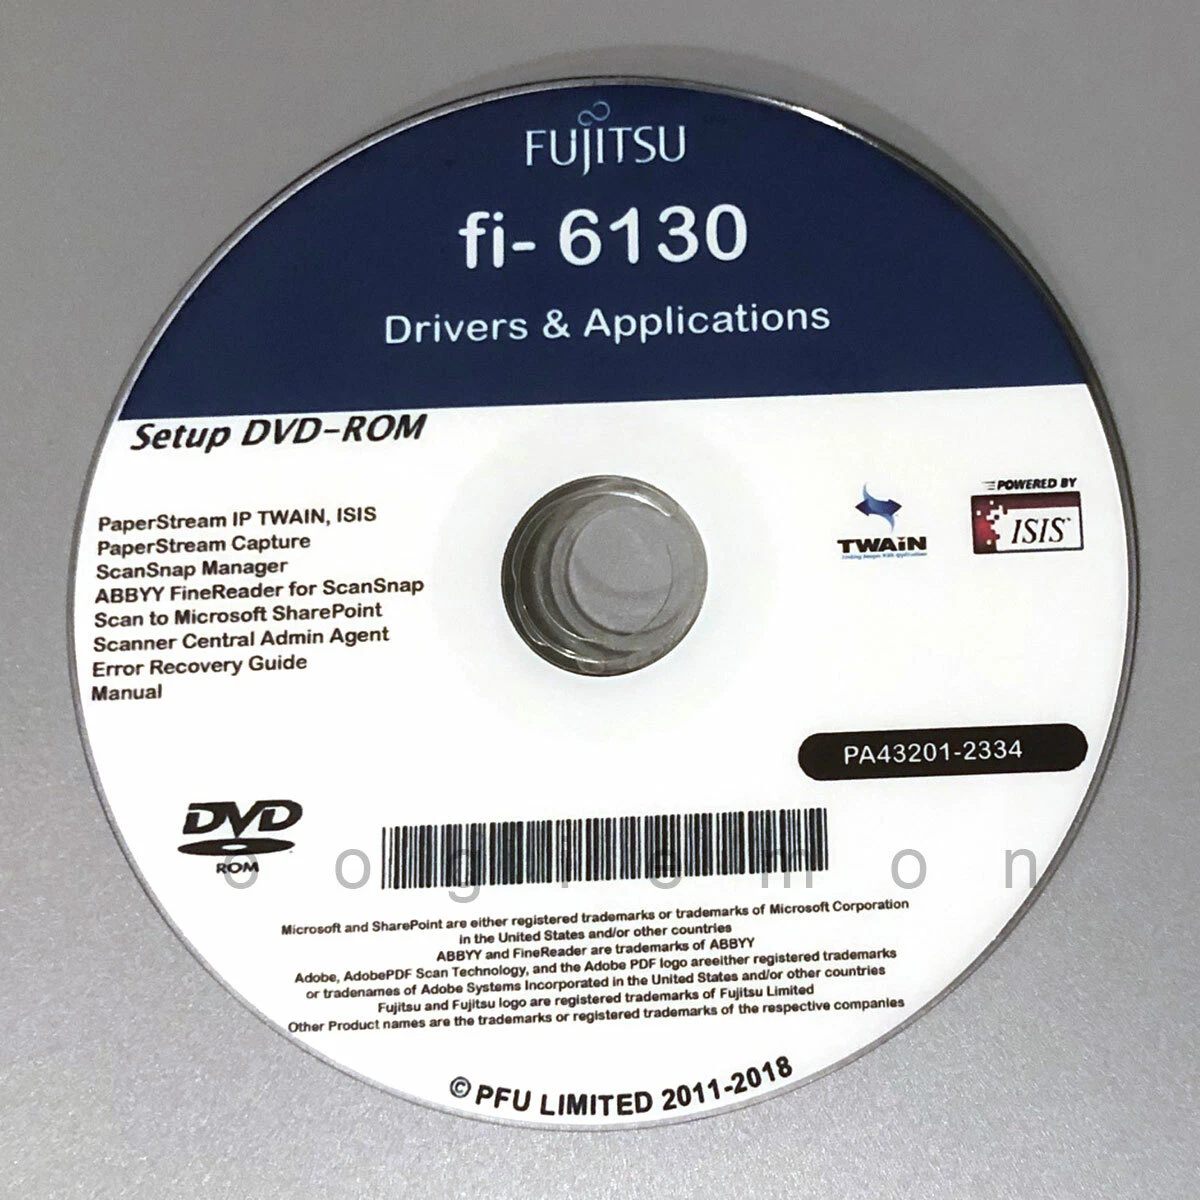 FUJITSU
fi- 6130
Drivers & Applications
Setup DVD-ROM
PaperStream IP TWAIN, ISIS
PaperStream Capture
ScanSnap Manager
ABBYY FineReader for ScanSnap
Scan to Microsoft SharePoint
Scanner Central Admin Agent
Error Recovery Guide
Manual
TWAIN
Linking Images With Applications
POWERED BY
ISIS
PA43201-2334
DVD
ROM
oogiemon
Microsoft and SharePoint are either registered trademarks or trademarks of Microsoft Corporation
in the United States and/or other countries
ABBYY and FineReader are trademarks of ABBYY
Adobe, AdobePDF Scan Technology, and the Adobe PDF logo areeither registered trademarks
or tradenames of Adobe Systems Incorporated in the United States and/or other countries
Fujitsu and Fujitsu logo are registered trademarks of Fujitsu Limited
Other Product names are the trademarks or registered trademarks of the respective companies
© PFU LIMITED 2011-2018